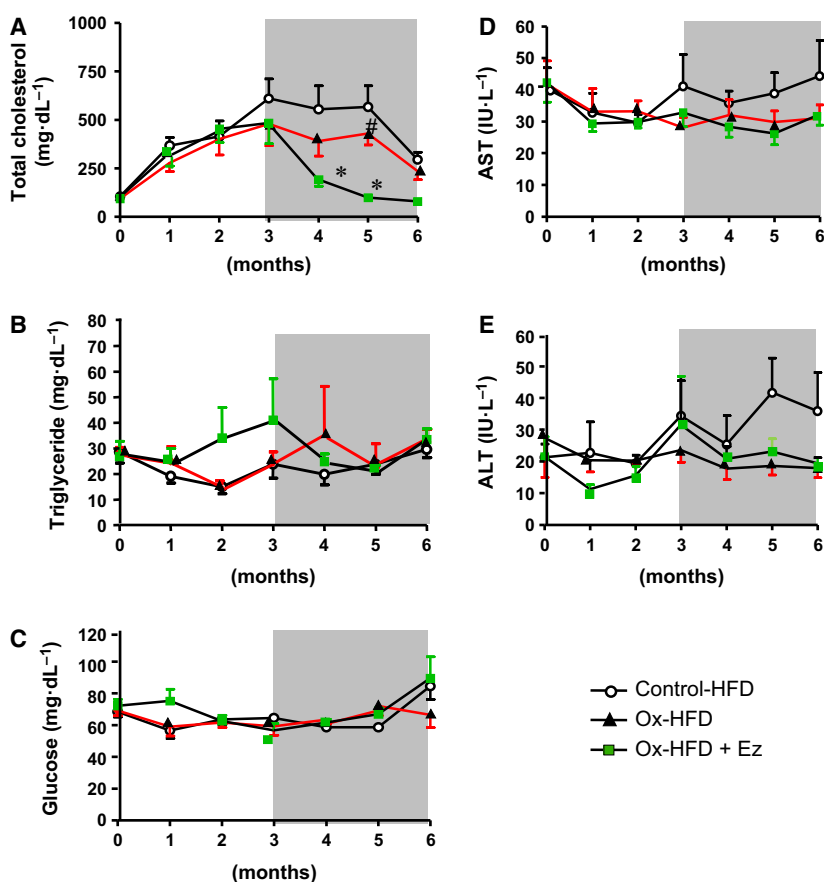 A
Total cholesterol
(mg·dL⁻¹)
1000
750
500
250
0
#
*
*
0 1 2 3 4 5 6
(months)
B
Triglyceride (mg·dL⁻¹)
80
70
60
50
40
30
20
10
0
0 1 2 3 4 5 6
(months)
C
Glucose (mg·dL⁻¹)
120
100
80
60
40
20
0
0 1 2 3 4 5 6
(months)
D
AST (IU·L⁻¹)
60
50
40
30
20
10
0
0 1 2 3 4 5 6
(months)
E
ALT (IU·L⁻¹)
60
50
40
30
20
10
0
0 1 2 3 4 5 6
(months)
Control-HFD
Ox-HFD
Ox-HFD + Ez